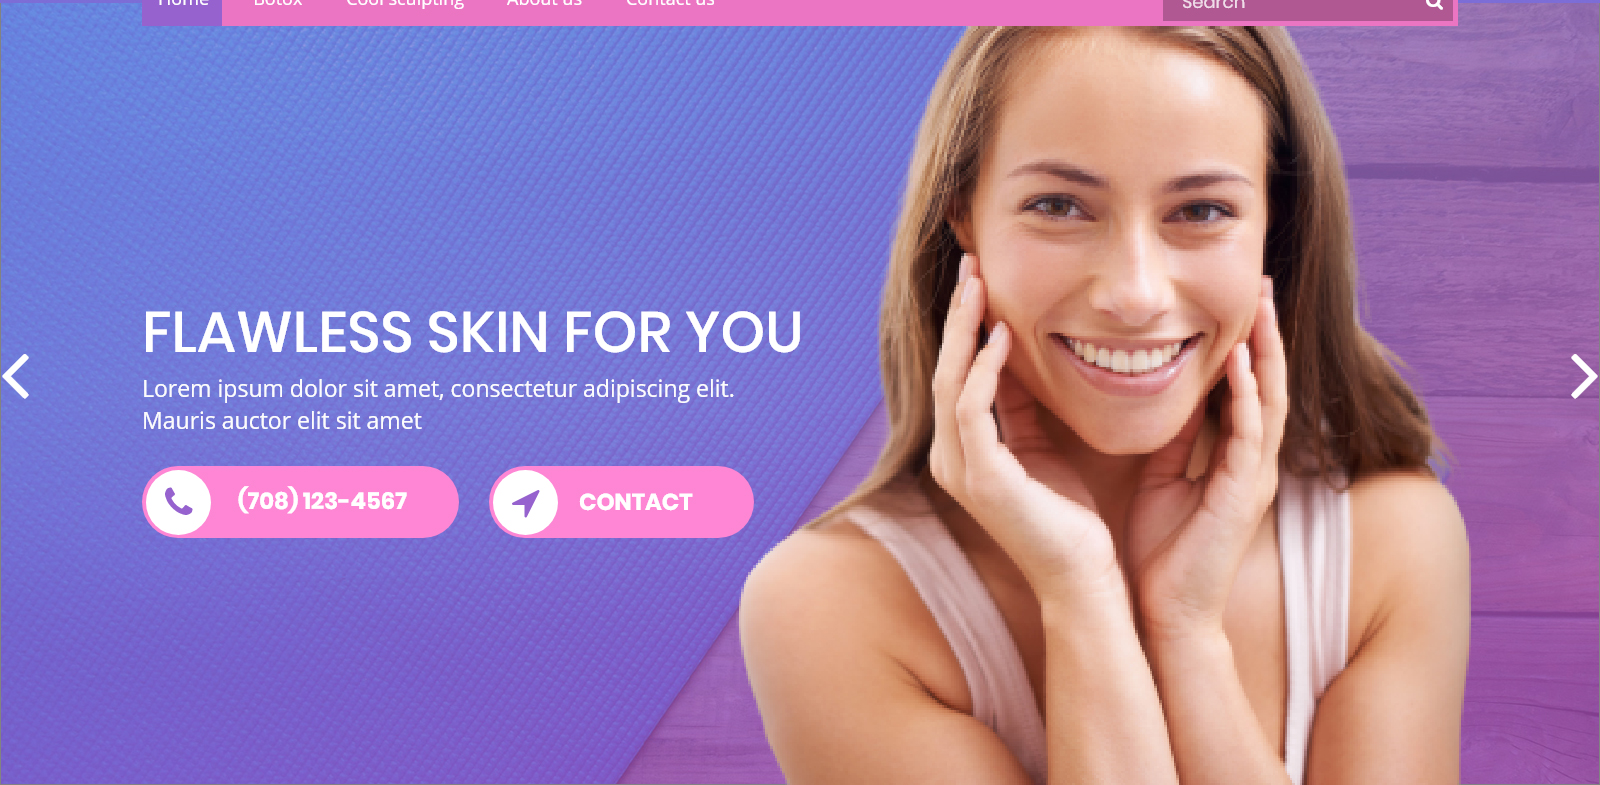 Home Botox Cool sculpting About us Contact us Search
FLAWLESS SKIN FOR YOU
Lorem ipsum dolor sit amet, consectetur adipiscing elit.
Mauris auctor elit sit amet
(708) 123-4567 CONTACT